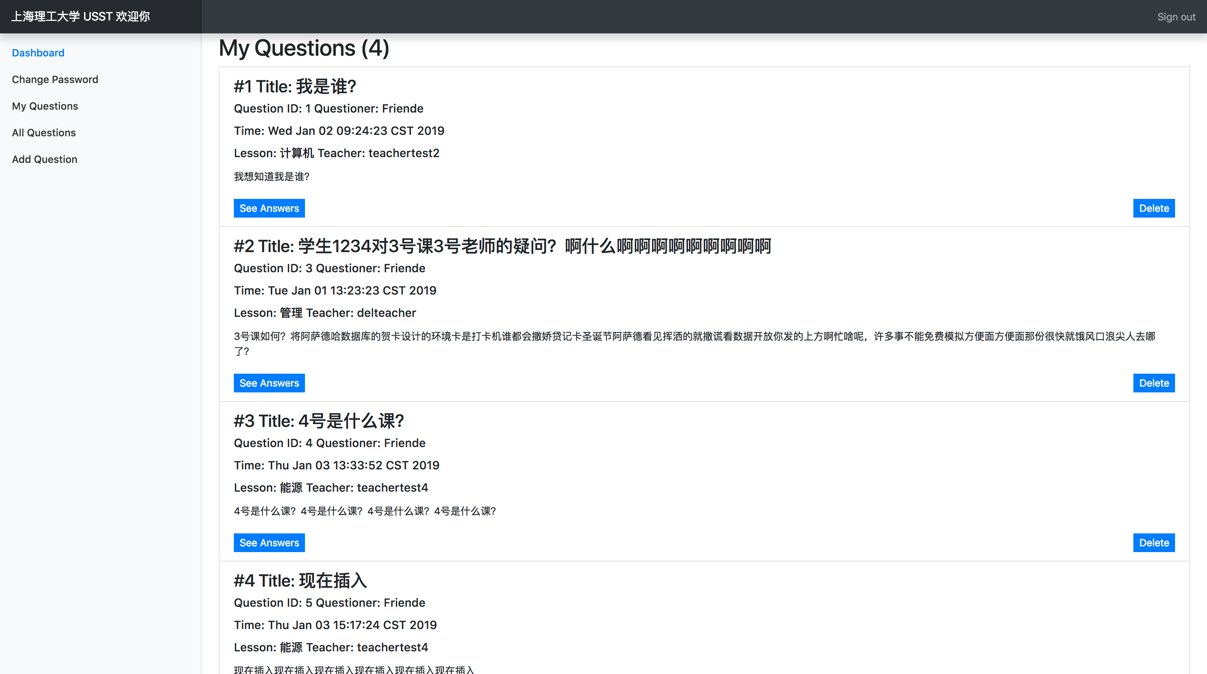 上海理工大学 USST 欢迎你
Sign out
Dashboard
Change Password
My Questions
All Questions
Add Question
My Questions (4)
#1 Title: 我是谁？
Question ID: 1 Questioner: Friende
Time: Wed Jan 02 09:24:23 CST 2019
Lesson: 计算机 Teacher: teachertest2
我想知道我是谁？
See Answers
Delete
#2 Title: 学生1234对3号课3号老师的疑问？啊什么啊啊啊啊啊啊啊啊啊
Question ID: 3 Questioner: Friende
Time: Tue Jan 01 13:23:23 CST 2019
Lesson: 管理 Teacher: delteacher
3号课如何？将阿萨德哈数据库的贺卡设计的环境卡是打卡机谁都会撒娇贷记卡圣诞节阿萨德看见挥洒的就撒谎看数据开放你发的上方啊忙啥呢，许多事不能免费模拟方便面方便面那份很快就饿风口浪尖人去哪
了？
See Answers
Delete
#3 Title: 4号是什么课？
Question ID: 4 Questioner: Friende
Time: Thu Jan 03 13:33:52 CST 2019
Lesson: 能源 Teacher: teachertest4
4号是什么课？4号是什么课？4号是什么课？4号是什么课？
See Answers
Delete
#4 Title: 现在插入
Question ID: 5 Questioner: Friende
Time: Thu Jan 03 15:17:24 CST 2019
Lesson: 能源 Teacher: teachertest4
现在插入现在插入现在插入现在插入现在插入现在插入